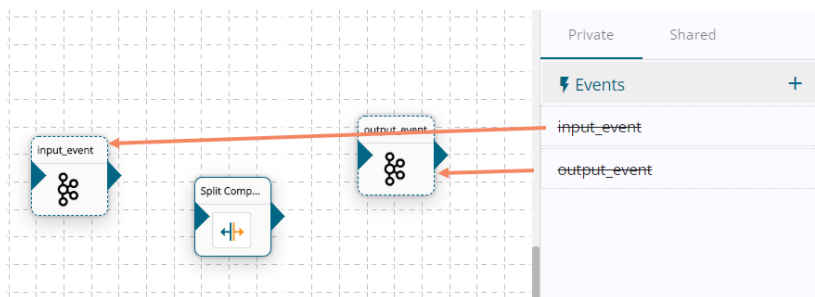 Private Shared
Events +
input_event
output_event
input_event
output_event
Split Comp...